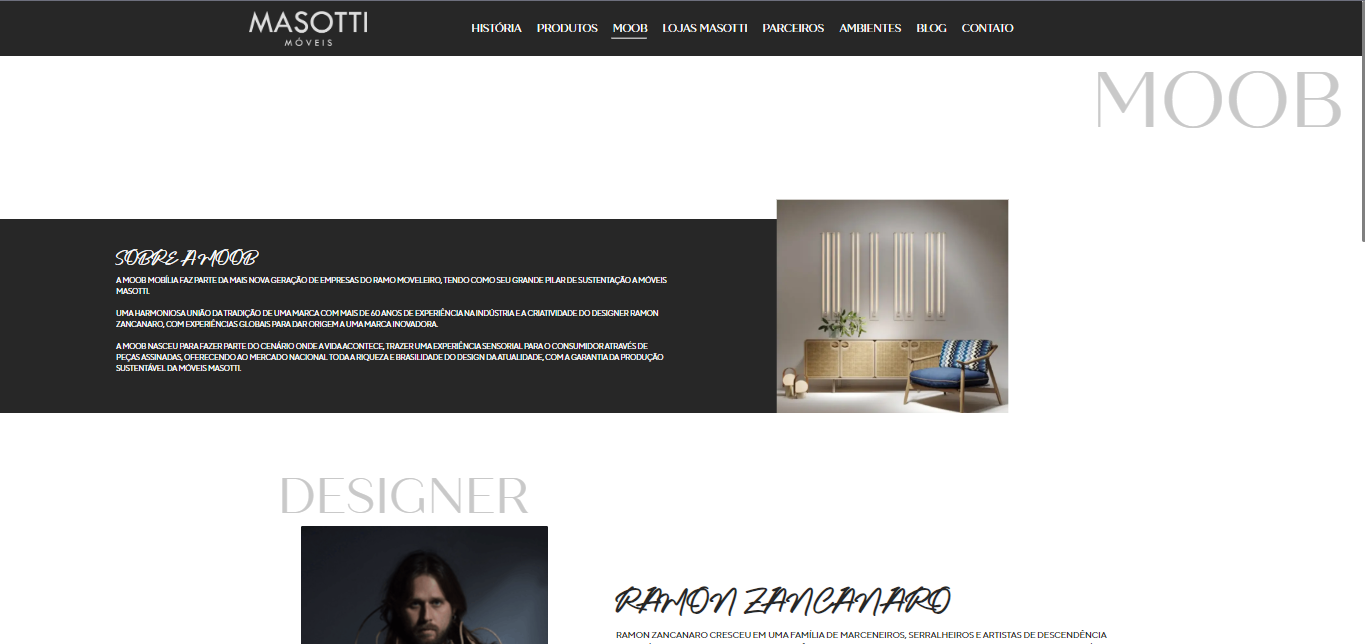 MASOTTI
MÓVEIS
HISTÓRIA PRODUTOS MOOB LOJAS MASOTTI PARCEIROS AMBIENTES BLOG CONTATO
MOOB
SOBRE A MOOB
A MOOB MOBÍLIA FAZ PARTE DA MAIS NOVA GERAÇÃO DE EMPRESAS DO RAMO MOVELEIRO, TENDO COMO SEU GRANDE PILAR DE SUSTENTAÇÃO A MÓVEIS
MASOTTI.
UMA HARMONIOSA UNIÃO DA TRADIÇÃO DE UMA MARCA COM MAIS DE 60 ANOS DE EXPERIÊNCIA NA INDÚSTRIA E A CRIATIVIDADE DO DESIGNER RAMON
ZANCANARO, COM EXPERIÊNCIAS GLOBAIS PARA DAR ORIGEM A UMA MARCA INOVADORA.
A MOOB NASCEU PARA FAZER PARTE DO CENÁRIO ONDE A VIDA ACONTECE, TRAZER UMA EXPERIÊNCIA SENSORIAL PARA O CONSUMIDOR ATRAVÉS DE
PEÇAS ASSINADAS, OFERECENDO AO MERCADO NACIONAL TODA A RIQUEZA E BRASILIDADE DO DESIGN DA ATUALIDADE, COM A GARANTIA DA PRODUÇÃO
SUSTENTÁVEL DA MÓVEIS MASOTTI.
DESIGNER
RAMON ZANCANARO
RAMON ZANCANARO CRESCEU EM UMA FAMÍLIA DE MARCENEIROS, SERRALHEIROS E ARTISTAS DE DESCENDÊNCIA